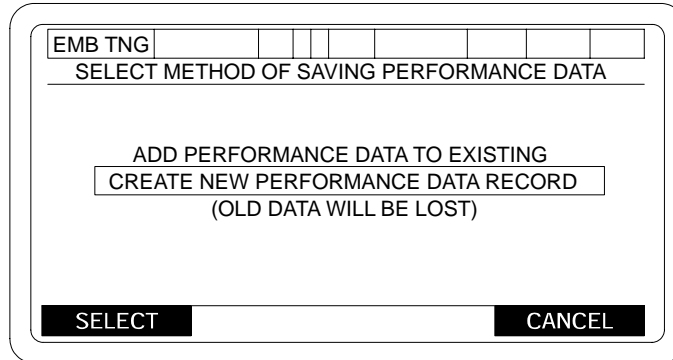 EMB TNG
SELECT METHOD OF SAVING PERFORMANCE DATA
ADD PERFORMANCE DATA TO EXISTING
CREATE NEW PERFORMANCE DATA RECORD
(OLD DATA WILL BE LOST)
SELECT CANCEL